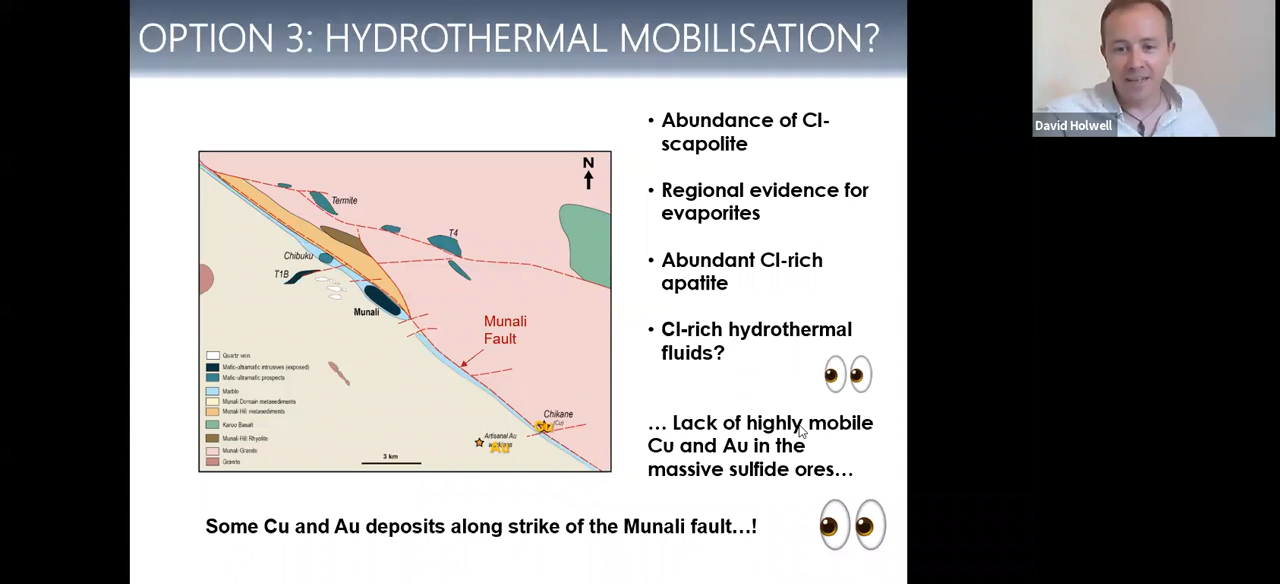 OPTION 3: HYDROTHERMAL MOBILISATION?
David Holwell
• Abundance of Cl-
scapolite
• Regional evidence for
evaporites
• Abundant Cl-rich
apatite
• Cl-rich hydrothermal
fluids?
… Lack of highly mobile
Cu and Au in the
massive sulfide ores…
N
Termite
T4
Chibuku
T1B
Munali
Munali
Fault
Chikane
(Cu)
Artisanal Au
Au
3 km
Quartz vein
Mafic-ultramafic intrusives (exposed)
Mafic-ultramafic prospects
Marble
Munali Domain metasediments
Munali Hill metasediments
Karoo Basalt
Munali Hill Rhyolite
Munali Granite
Granite
Some Cu and Au deposits along strike of the Munali fault…!